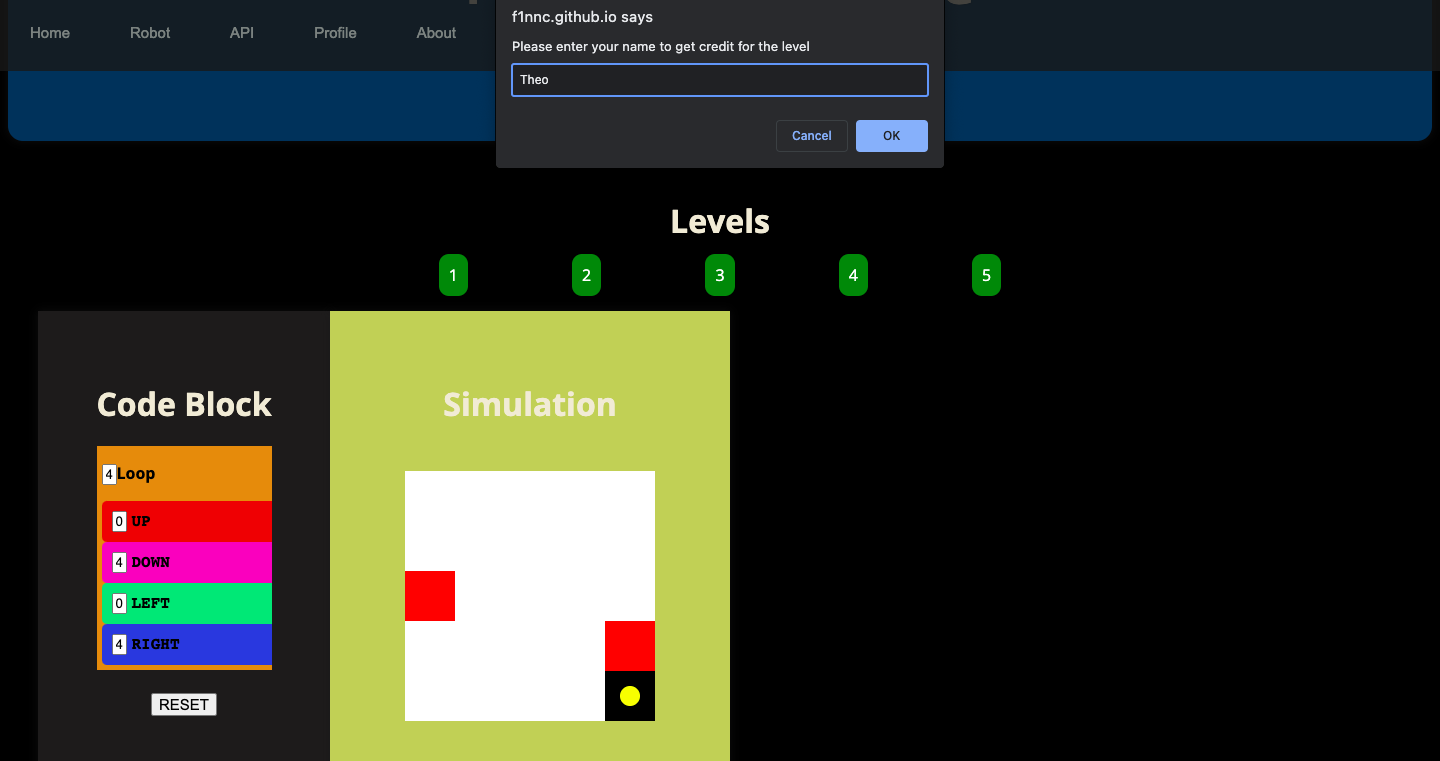 f1nnc.github.io says
Please enter your name to get credit for the level
Theo
Cancel OK
Home Robot API Profile About
Levels
1 2 3 4 5
Code Block
Simulation
4Loop
0 UP
4 DOWN
0 LEFT
4 RIGHT
RESET